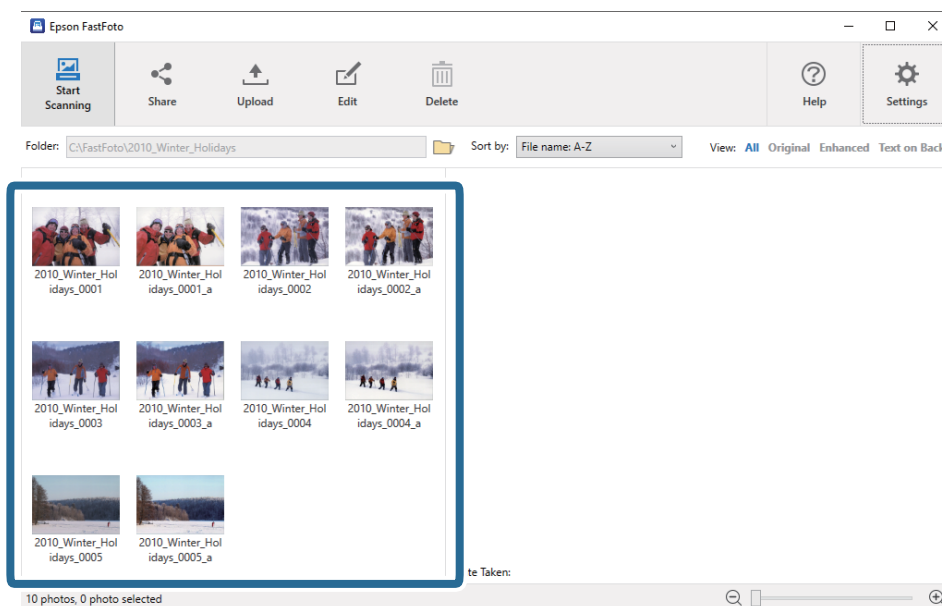 Epson FastFoto
Start
Scanning
Share
Upload
Edit
Delete
Help
Settings
Folder: C:\FastFoto\2010_Winter_Holidays
Sort by: File name: A-Z
View: All Original Enhanced Text on Back
2010_Winter_Hol
idays_0001
2010_Winter_Hol
idays_0001_a
2010_Winter_Hol
idays_0002
2010_Winter_Hol
idays_0002_a
2010_Winter_Hol
idays_0003
2010_Winter_Hol
idays_0003_a
2010_Winter_Hol
idays_0004
2010_Winter_Hol
idays_0004_a
2010_Winter_Hol
idays_0005
2010_Winter_Hol
idays_0005_a
te Taken:
10 photos, 0 photo selected